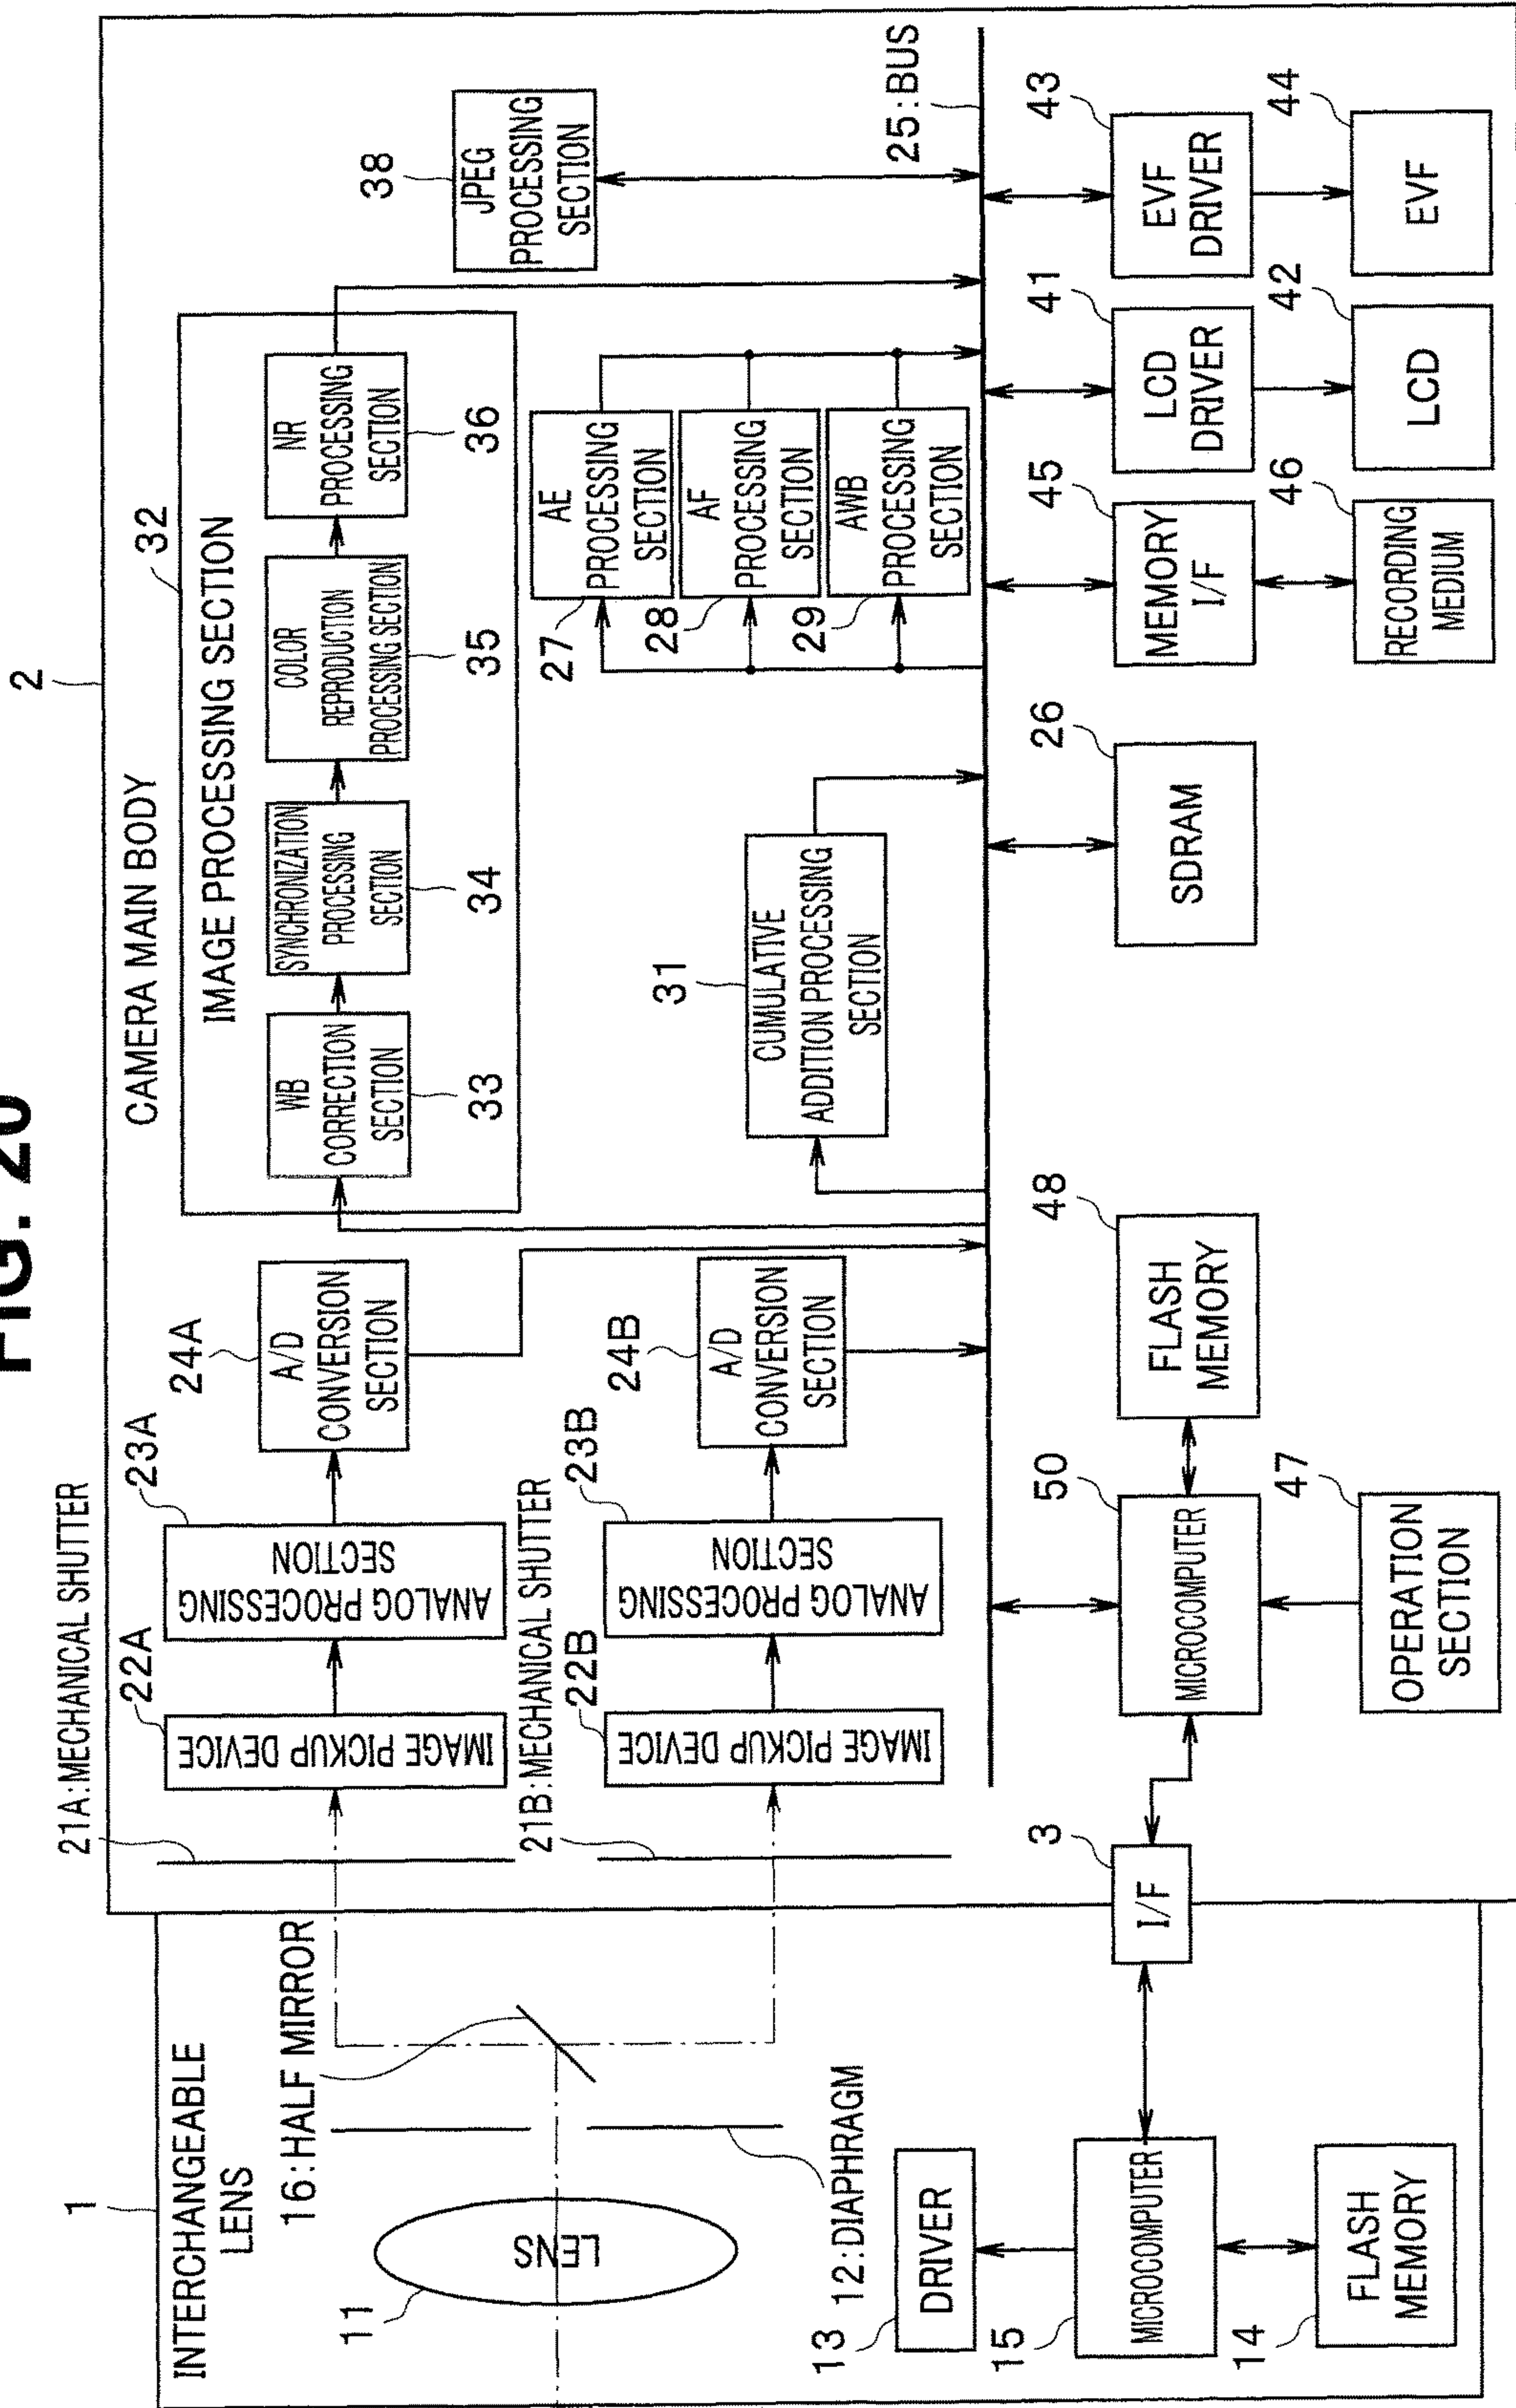 FIG. 20
1
INTERCHANGEABLE
LENS
11
LENS
16:HALF MIRROR
12:DIAPHRAGM
13
DRIVER
15
MICROCOMPUTER
14
FLASH
MEMORY
3
I/F
2
CAMERA MAIN BODY
21A:MECHANICAL SHUTTER
22A
IMAGE PICKUP DEVICE
23A
ANALOG PROCESSING
SECTION
24A
A/D
CONVERSION
SECTION
21B:MECHANICAL SHUTTER
22B
IMAGE PICKUP DEVICE
23B
ANALOG PROCESSING
SECTION
24B
A/D
CONVERSION
SECTION
32
IMAGE PROCESSING SECTION
WB
CORRECTION
SECTION
33
SYNCHRONIZATION
PROCESSING
SECTION
34
COLOR
REPRODUCTION
PROCESSING SECTION
35
NR
PROCESSING
SECTION
36
38
JPEG
PROCESSING
SECTION
31
CUMULATIVE
ADDITION PROCESSING
SECTION
27
AE
PROCESSING
SECTION
28
AF
PROCESSING
SECTION
29
AWB
PROCESSING
SECTION
25:BUS
50
MICROCOMPUTER
48
FLASH
MEMORY
47
OPERATION
SECTION
26
SDRAM
45
MEMORY
I/F
46
RECORDING
MEDIUM
41
LCD
DRIVER
42
LCD
43
EVF
DRIVER
44
EVF